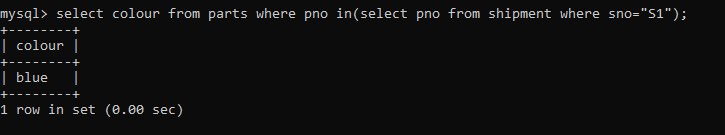 mysql> select colour from parts where pno in(select pno from shipment where sno="S1");
+--------+
| colour |
+--------+
| blue   |
+--------+
1 row in set (0.00 sec)